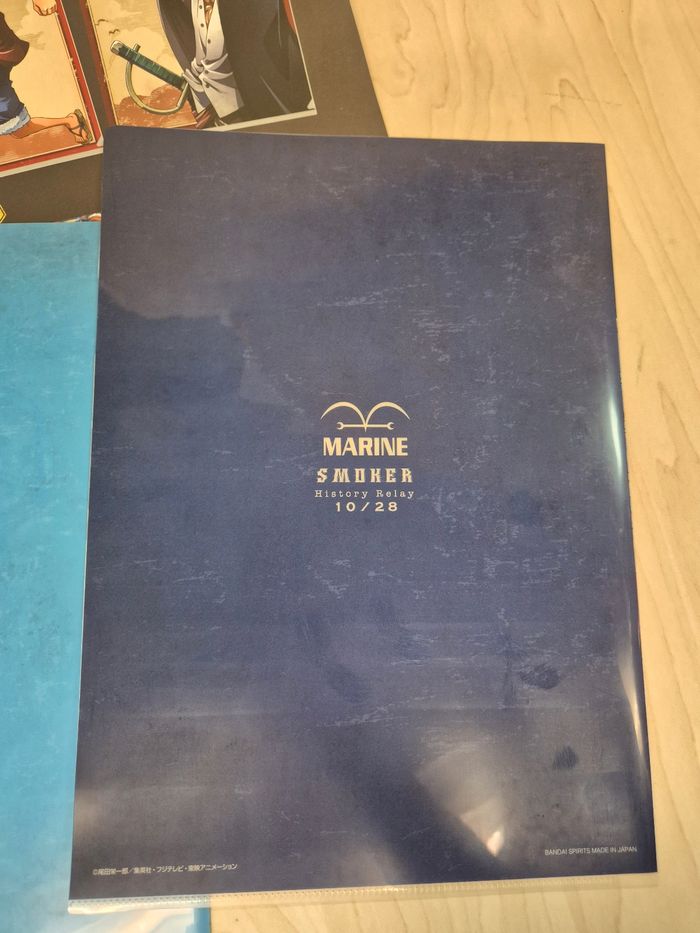 MARINE
SMOKER
History Relay
10/28
BANDAI SPIRITS MADE IN JAPAN
©尾田栄一郎/集英社・フジテレビ・東映アニメーション